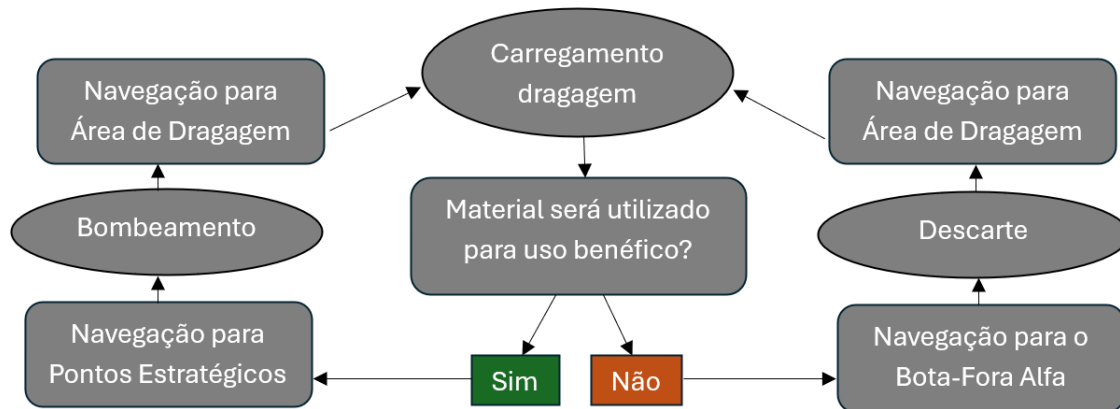 Carregamento
dragagem
Navegação para
Área de Dragagem
Navegação para
Área de Dragagem
Material será utilizado
para uso benéfico?
Bombeamento
Descarte
Navegação para
Pontos Estratégicos
Sim
Não
Navegação para o
Bota-Fora Alfa